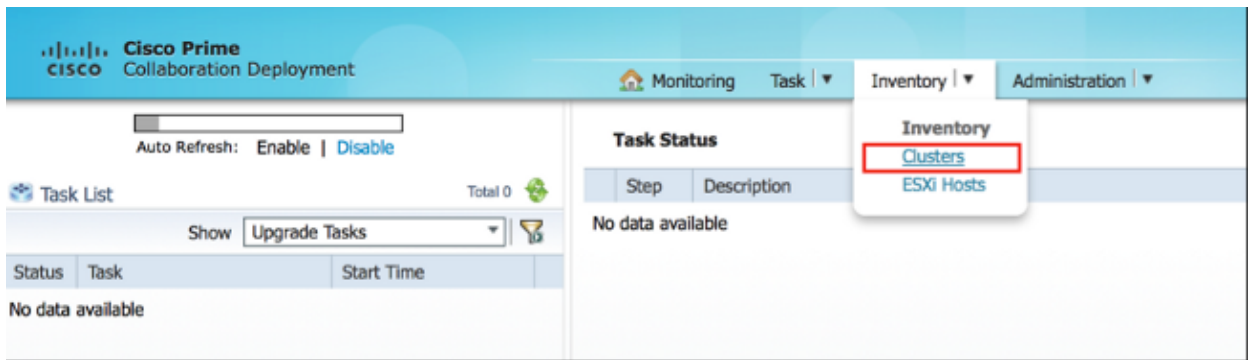 Cisco Prime
CISCO Collaboration Deployment
Monitoring Task Inventory Administration
Inventory
Clusters
ESXi Hosts
Auto Refresh: Enable | Disable
Task List Total 0
Show Upgrade Tasks
Status Task Start Time
No data available
Task Status
Step Description
No data available